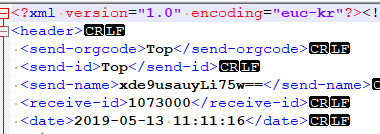 <?xml version="1.0" encoding="euc-kr"?><!
<header>CRLF
<send-orgcode>Top</send-orgcode>CRLF
<send-id>Top</send-id>CRLF
<send-name>xde9usauyLi75w==</send-name>C
<receive-id>1073000</receive-id>CRLF
<date>2019-05-13 11:11:16</date>CRLF